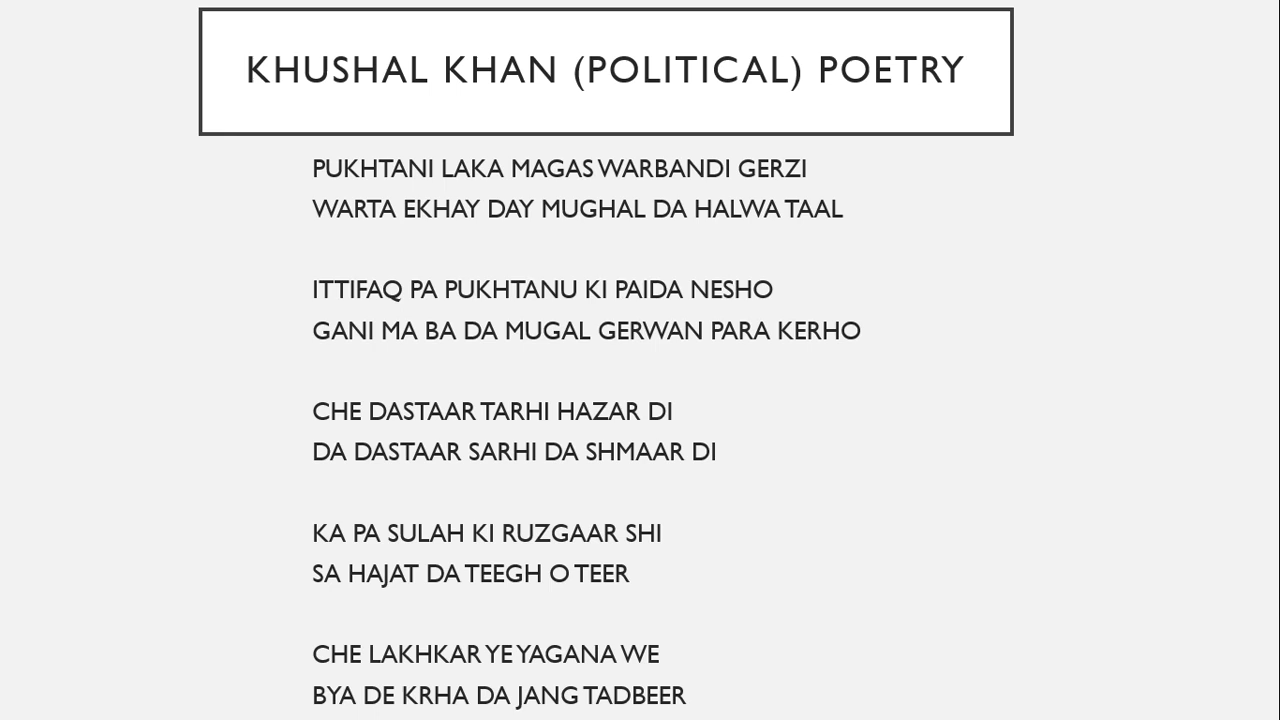 KHUSHAL KHAN (POLITICAL) POETRY
PUKHTANI LAKA MAGAS WARBANDI GERZI
WARTA EKHAY DAY MUGHAL DA HALWA TAAL
ITTIFAQ PA PUKHTANU KI PAIDA NESHO
GANI MA BA DA MUGAL GERWAN PARA KERHO
CHE DASTAAR TARHI HAZAR DI
DA DASTAAR SARHI DA SHMAAR DI
KA PA SULAH KI RUZGAAR SHI
SA HAJAT DA TEEGH O TEER
CHE LAKHKAR YE YAGANA WE
BYA DE KRHA DA JANG TADBEER